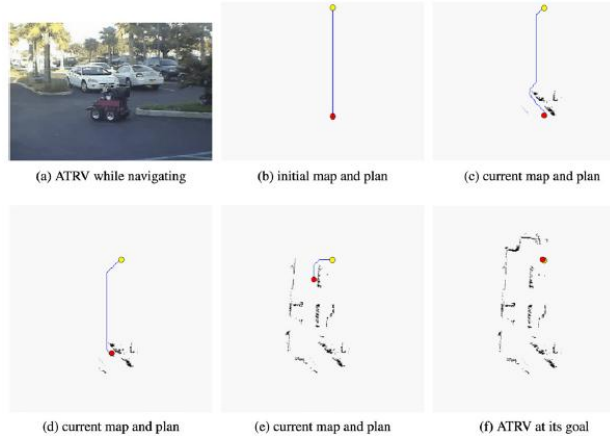 (a) ATRV while navigating
(b) initial map and plan
(c) current map and plan
(d) current map and plan
(e) current map and plan
(f) ATRV at its goal